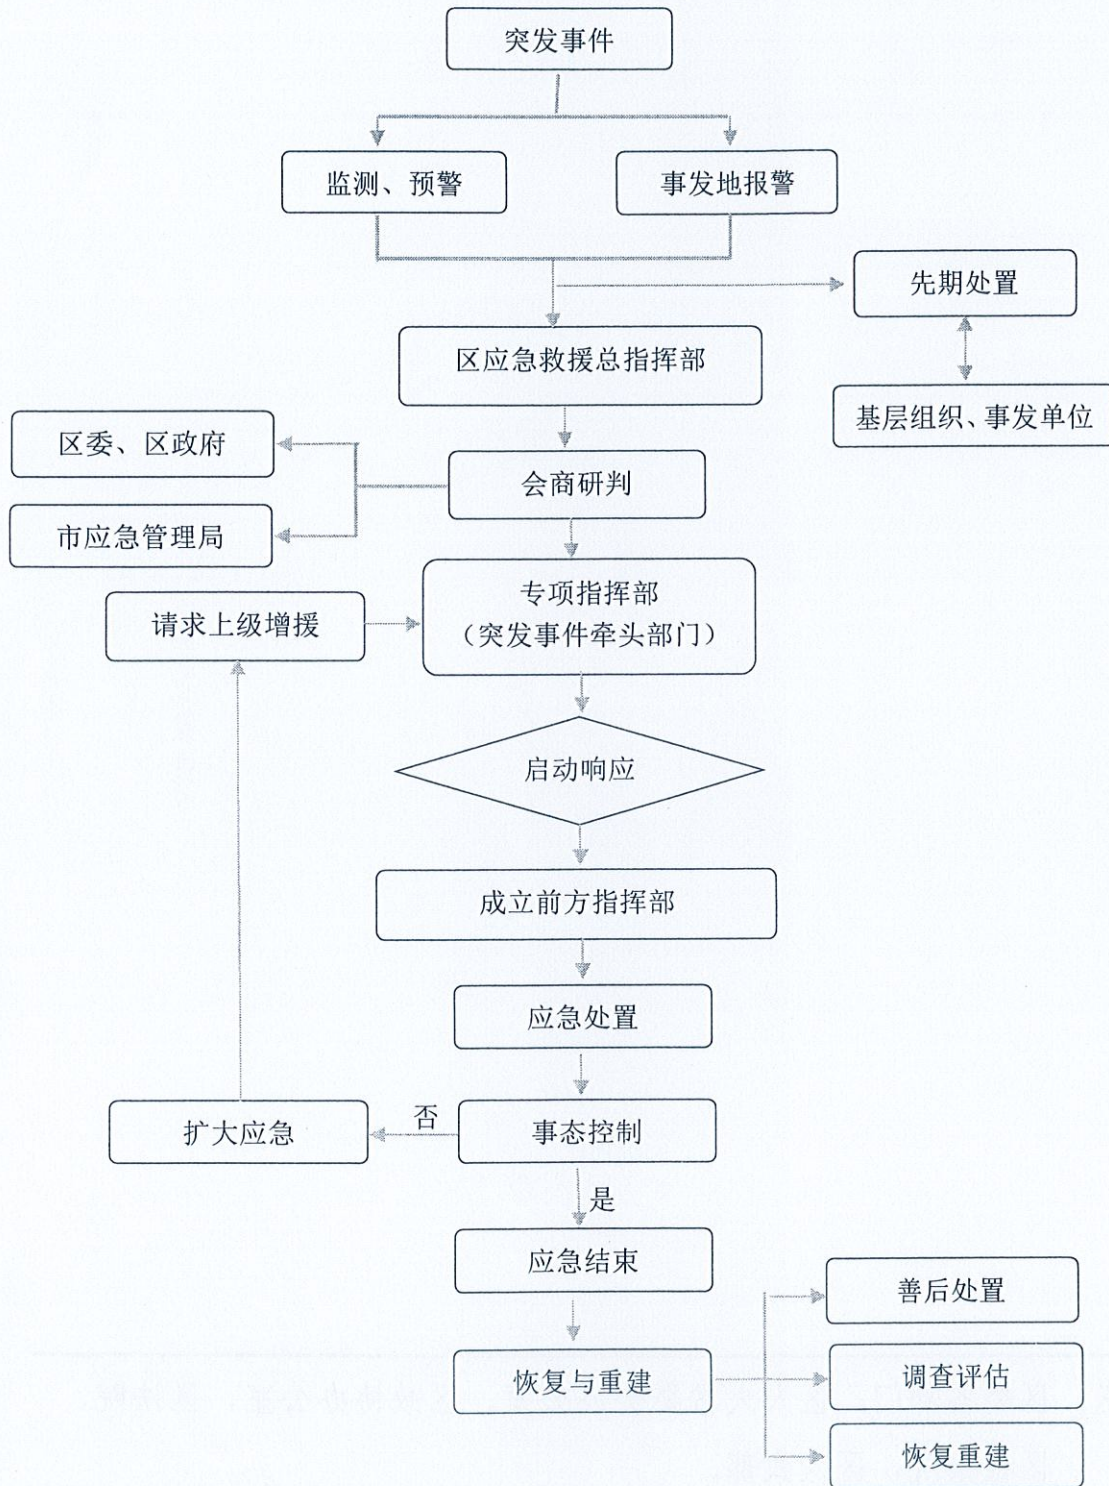 突发事件
监测、预警
事发地报警
先期处置
区应急救援总指挥部
基层组织、事发单位
区委、区政府
会商研判
市应急管理局
专项指挥部
（突发事件牵头部门）
请求上级增援
启动响应
成立前方指挥部
应急处置
扩大应急
否
事态控制
是
应急结束
善后处置
恢复与重建
调查评估
恢复重建